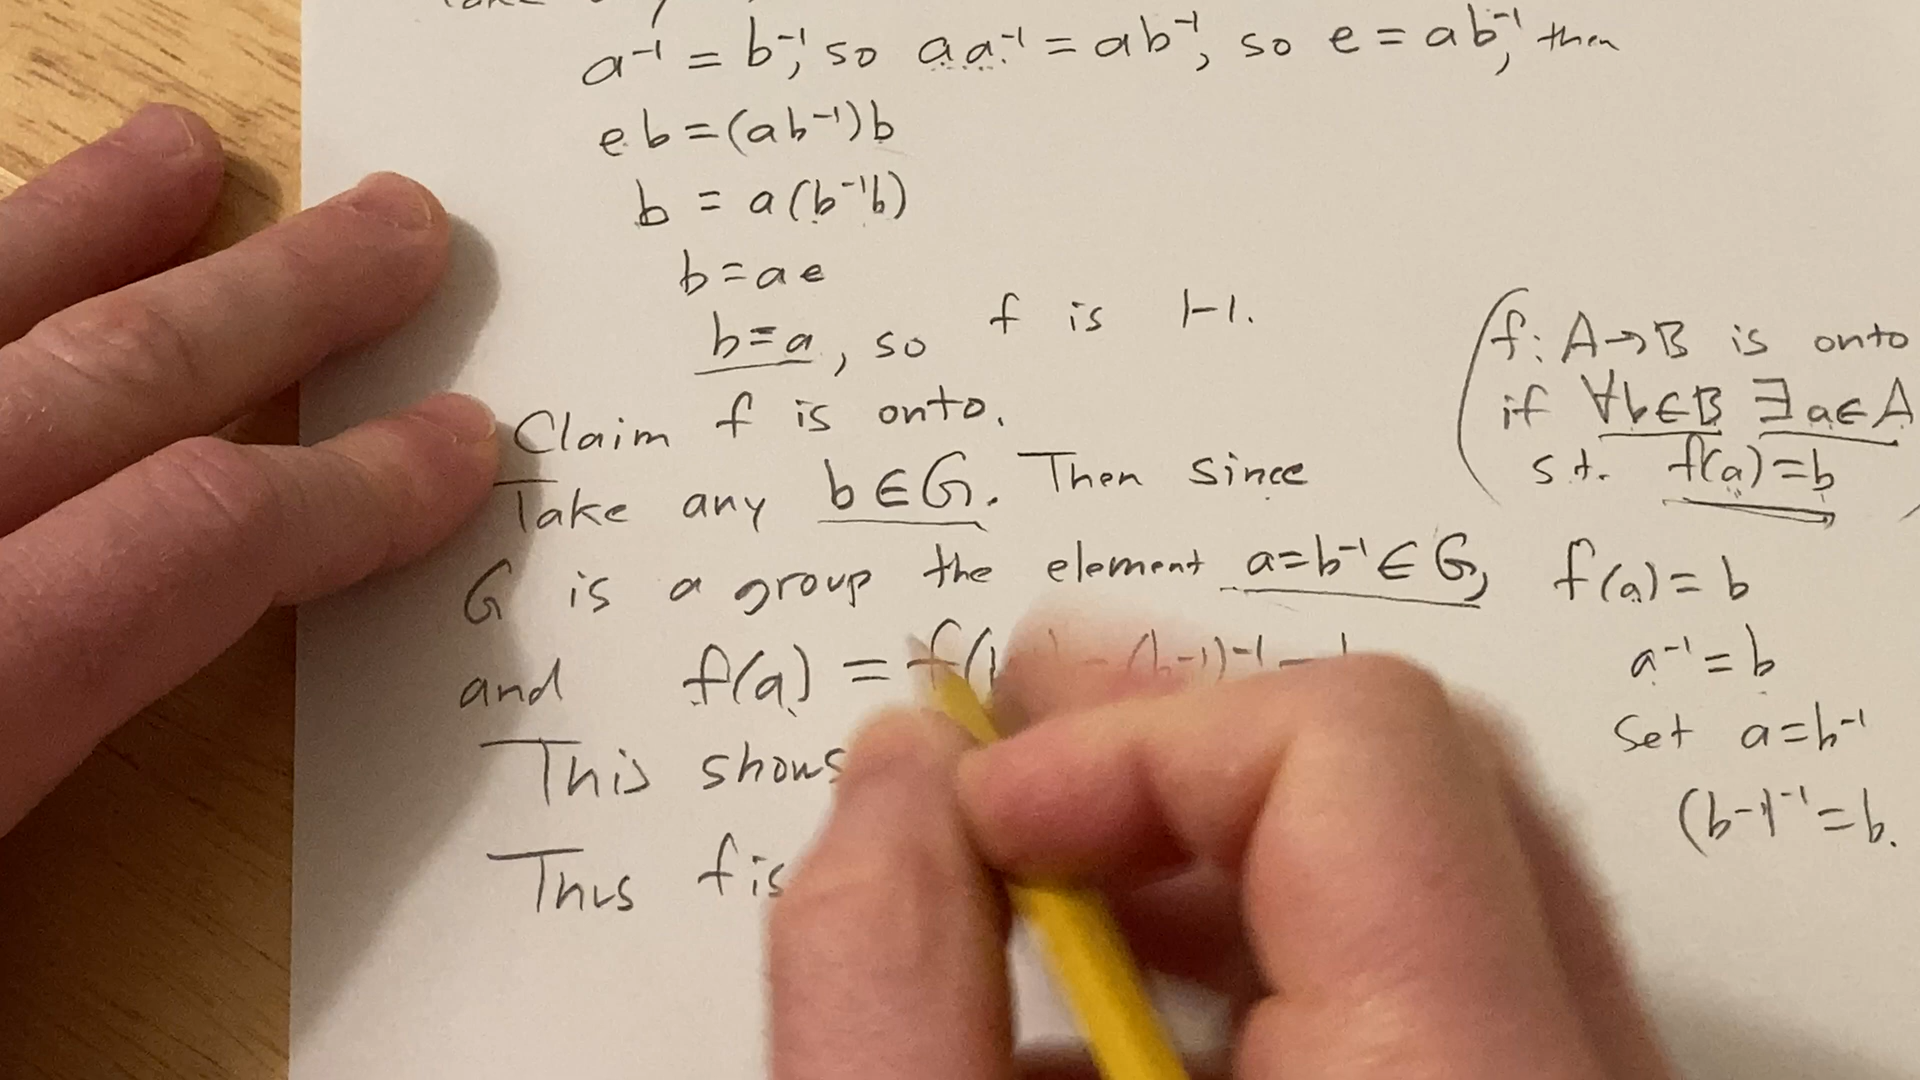 a⁻¹ = b⁻¹, so aa⁻¹ = ab⁻¹, so e = ab⁻¹, then
eb = (ab⁻¹)b
b = a(b⁻¹b)
b = ae
b = a, so f is 1-1.
Claim f is onto.
Take any b ∈ G. Then since
G is a group the element a = b⁻¹ ∈ G,
and f(a) = f(
This shows
Thus f is
(f: A → B is onto
if ∀b ∈ B ∃a ∈ A
s.t. f(a) = b
f(a) = b
a⁻¹ = b
Set a = b⁻¹
(b⁻¹)⁻¹ = b.